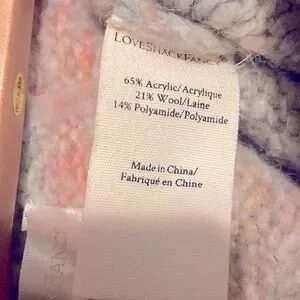 LOVESHACKFANCY
65% Acrylic/Acrylique
21% Wool/Laine
14% Polyamide/Polyamide
Made in China/
Fabriqué en Chine